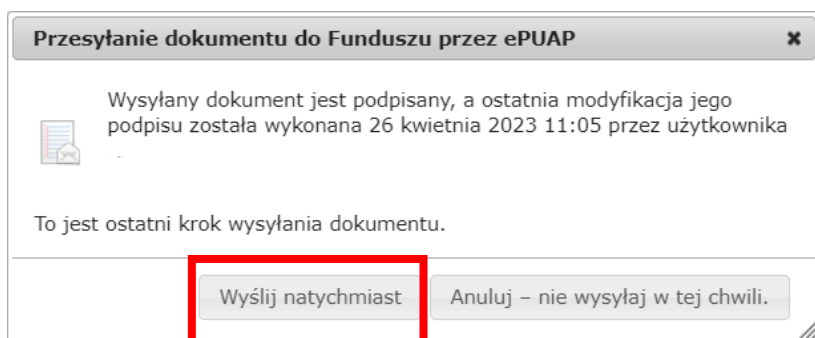 Przesyłanie dokumentu do Funduszu przez ePUAP
Wysyłany dokument jest podpisany, a ostatnia modyfikacja jego
podpisu została wykonana 26 kwietnia 2023 11:05 przez użytkownika
To jest ostatni krok wysyłania dokumentu.
Wyślij natychmiast
Anuluj – nie wysyłaj w tej chwili.